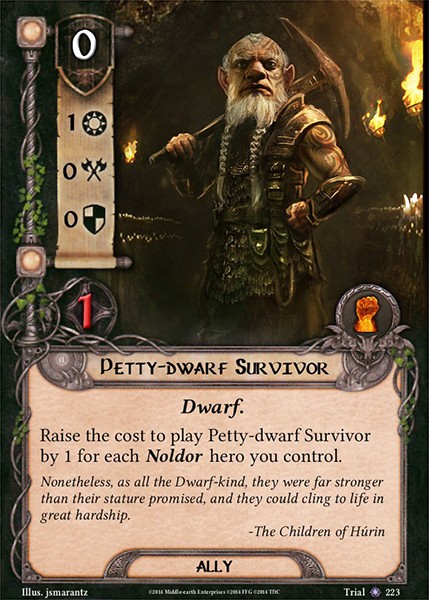 0
1
0
0
1
Petty-dwarf Survivor
Dwarf.
Raise the cost to play Petty-dwarf Survivor
by 1 for each Noldor hero you control.
Nonetheless, as all the Dwarf-kind, they were far stronger
than their stature promised, and they could cling to life in
great hardship.
-The Children of Húrin
ALLY
Illus. jsmarantz
©2014 Middle-earth Enterprises ©2014 FFG ©2014 TftC
Trial 223